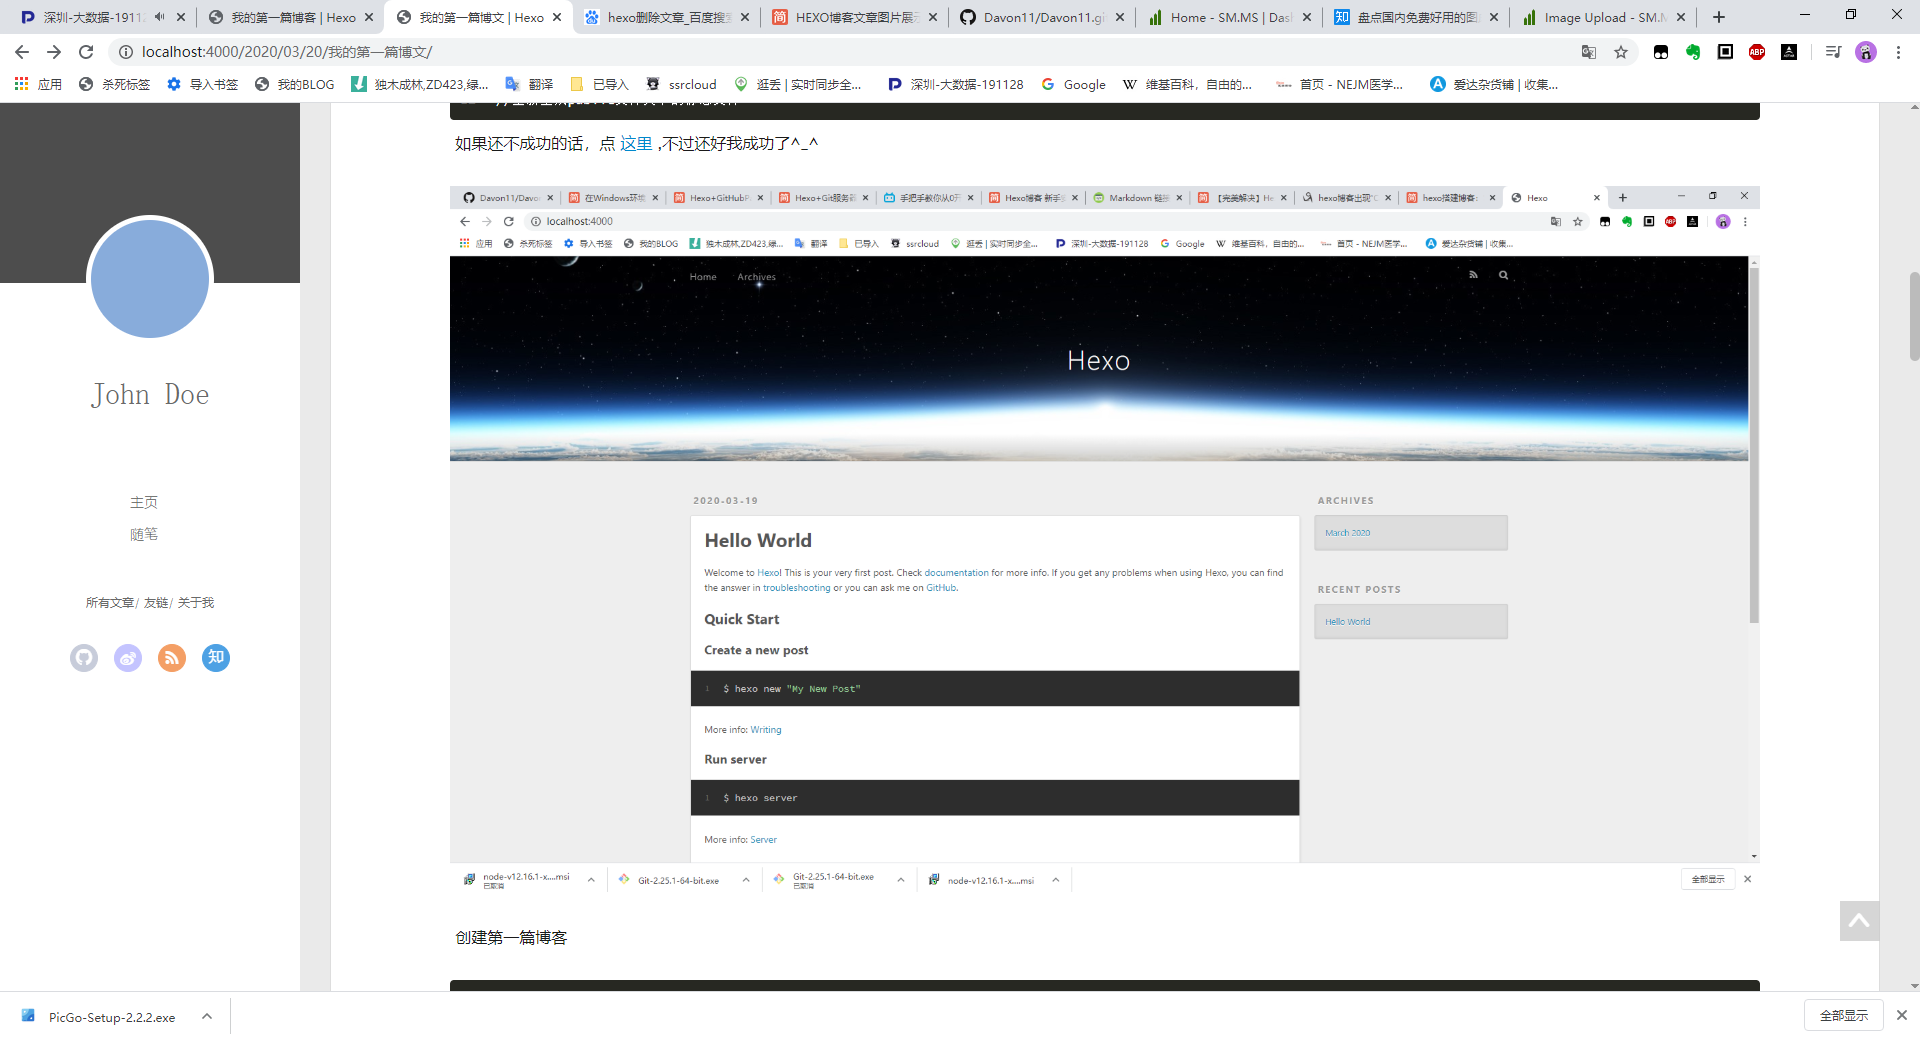 深圳-大数据-1911
我的第一篇博客 | Hexo
我的第一篇博文 | Hexo
hexo删除文章_百度搜
HEXO博客文章图片展
Davon11/Davon11.gi
Home - SM.MS | Das
盘点国内免费好用的图
Image Upload - SM.M
localhost:4000/2020/03/20/我的第一篇博文/
应用 杀死标签 导入书签 我的BLOG 独木成林,ZD423,绿... 翻译 已导入 ssrcloud 逛丢 | 实时同步全... 深圳-大数据-191128 Google 维基百科，自由的... 首页 - NEJM医学... 爱达杂货铺 | 收集...
如果还不成功的话，点 这里 ,不过还好我成功了^_^
Davon11/Davo
在Windows环境
Hexo+GitHubP
Hexo+Git服务器
手把手教你从0开
Hexo博客 新手
Markdown 链接
【完美解决】He
hexo博客出现"C
hexo搭建博客:
Hexo
localhost:4000
应用 杀死标签 导入书签 我的BLOG 独木成林,ZD423,绿... 翻译 已导入 ssrcloud 逛丢 | 实时同步全... 深圳-大数据-191128 Google 维基百科，自由的... 首页 - NEJM医学... 爱达杂货铺 | 收集...
Home Archives
Hexo
2020-03-19
Hello World
Welcome to Hexo! This is your very first post. Check documentation for more info. If you get any problems when using Hexo, you can find
the answer in troubleshooting or you can ask me on GitHub.
Quick Start
Create a new post
1 $ hexo new "My New Post"
More info: Writing
Run server
1 $ hexo server
More info: Server
ARCHIVES
March 2020
RECENT POSTS
Hello World
node-v12.16.1-x....msi
已取消
Git-2.25.1-64-bit.exe
Git-2.25.1-64-bit.exe
已取消
node-v12.16.1-x....msi
全部显示
John Doe
主页
随笔
所有文章/ 友链/ 关于我
知
创建第一篇博客
PicGo-Setup-2.2.2.exe
全部显示